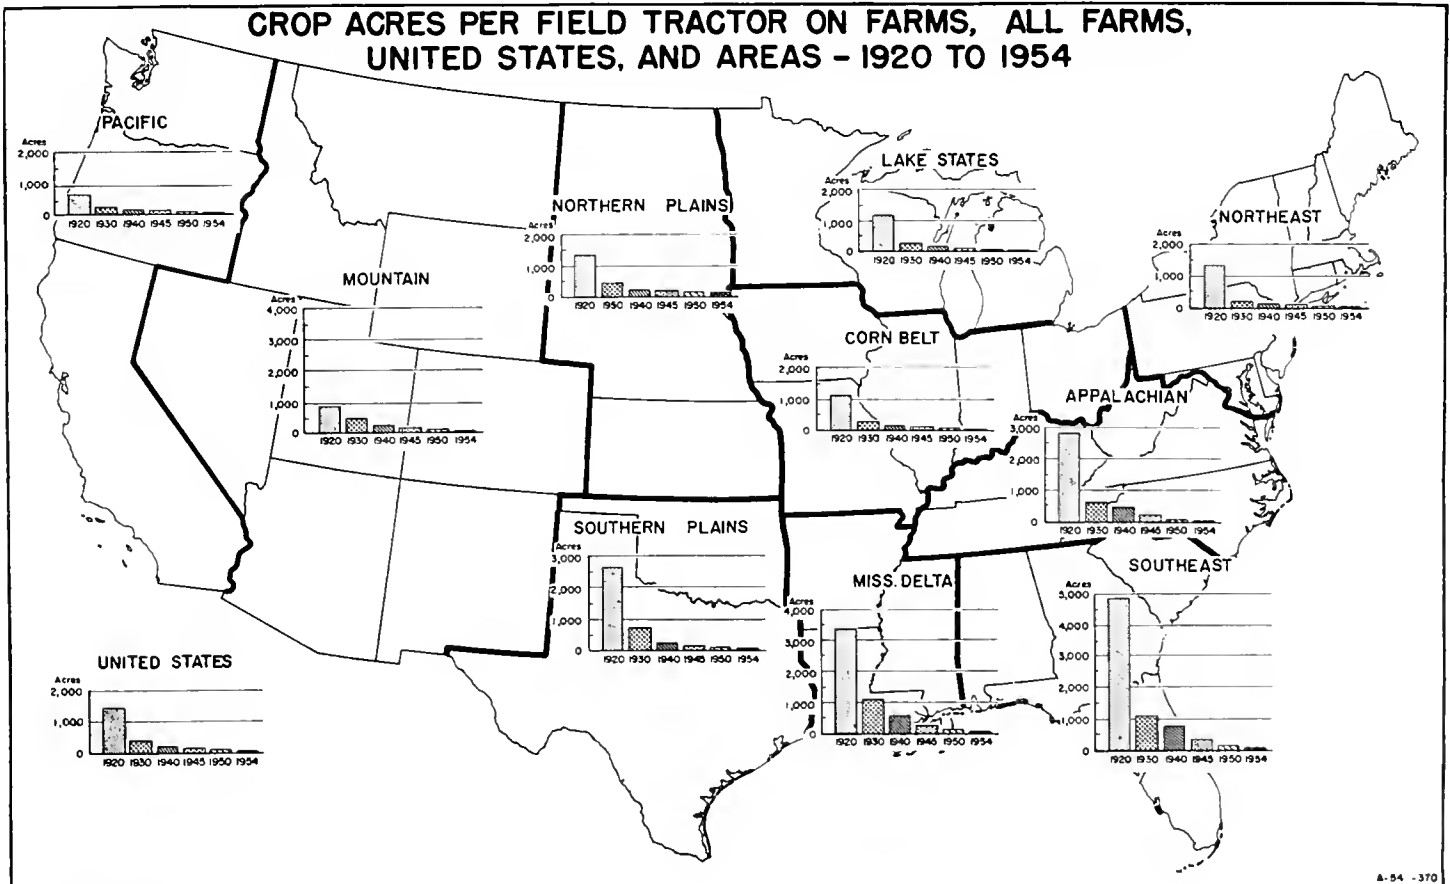 CROP ACRES PER FIELD TRACTOR ON FARMS, ALL FARMS,
UNITED STATES, AND AREAS – 1920 TO 1954
PACIFIC
Acres
2,000
1,000
0
1920 1930 1940 1945 1950 1954
LAKE STATES
Acres
2,000
1,000
0
1920 1930 1940 1945 1950 1954
NORTHERN PLAINS
Acres
2,000
1,000
0
1920 1950 1940 1945 1950 1954
NORTHEAST
Acres
2,000
1,000
0
1920 1930 1940 1945 1950 1954
MOUNTAIN
Acres
4,000
3,000
2,000
1,000
0
1920 1930 1940 1945 1950 1954
CORN BELT
Acres
2,000
1,000
0
1920 1930 1940 1945 1950 1954
APPALACHIAN
Acres
3,000
2,000
1,000
0
1920 1930 1940 1945 1950 1954
SOUTHERN PLAINS
Acres
3,000
2,000
1,000
0
1920 1930 1940 1945 1950 1954
MISS. DELTA
Acres
4,000
3,000
2,000
1,000
0
1920 1930 1940 1945 1950 1954
SOUTHEAST
Acres
5,000
4,000
3,000
2,000
1,000
0
1920 1930 1940 1945 1950 1954
UNITED STATES
Acres
2,000
1,000
0
1920 1930 1940 1945 1950 1954
A-54 -370